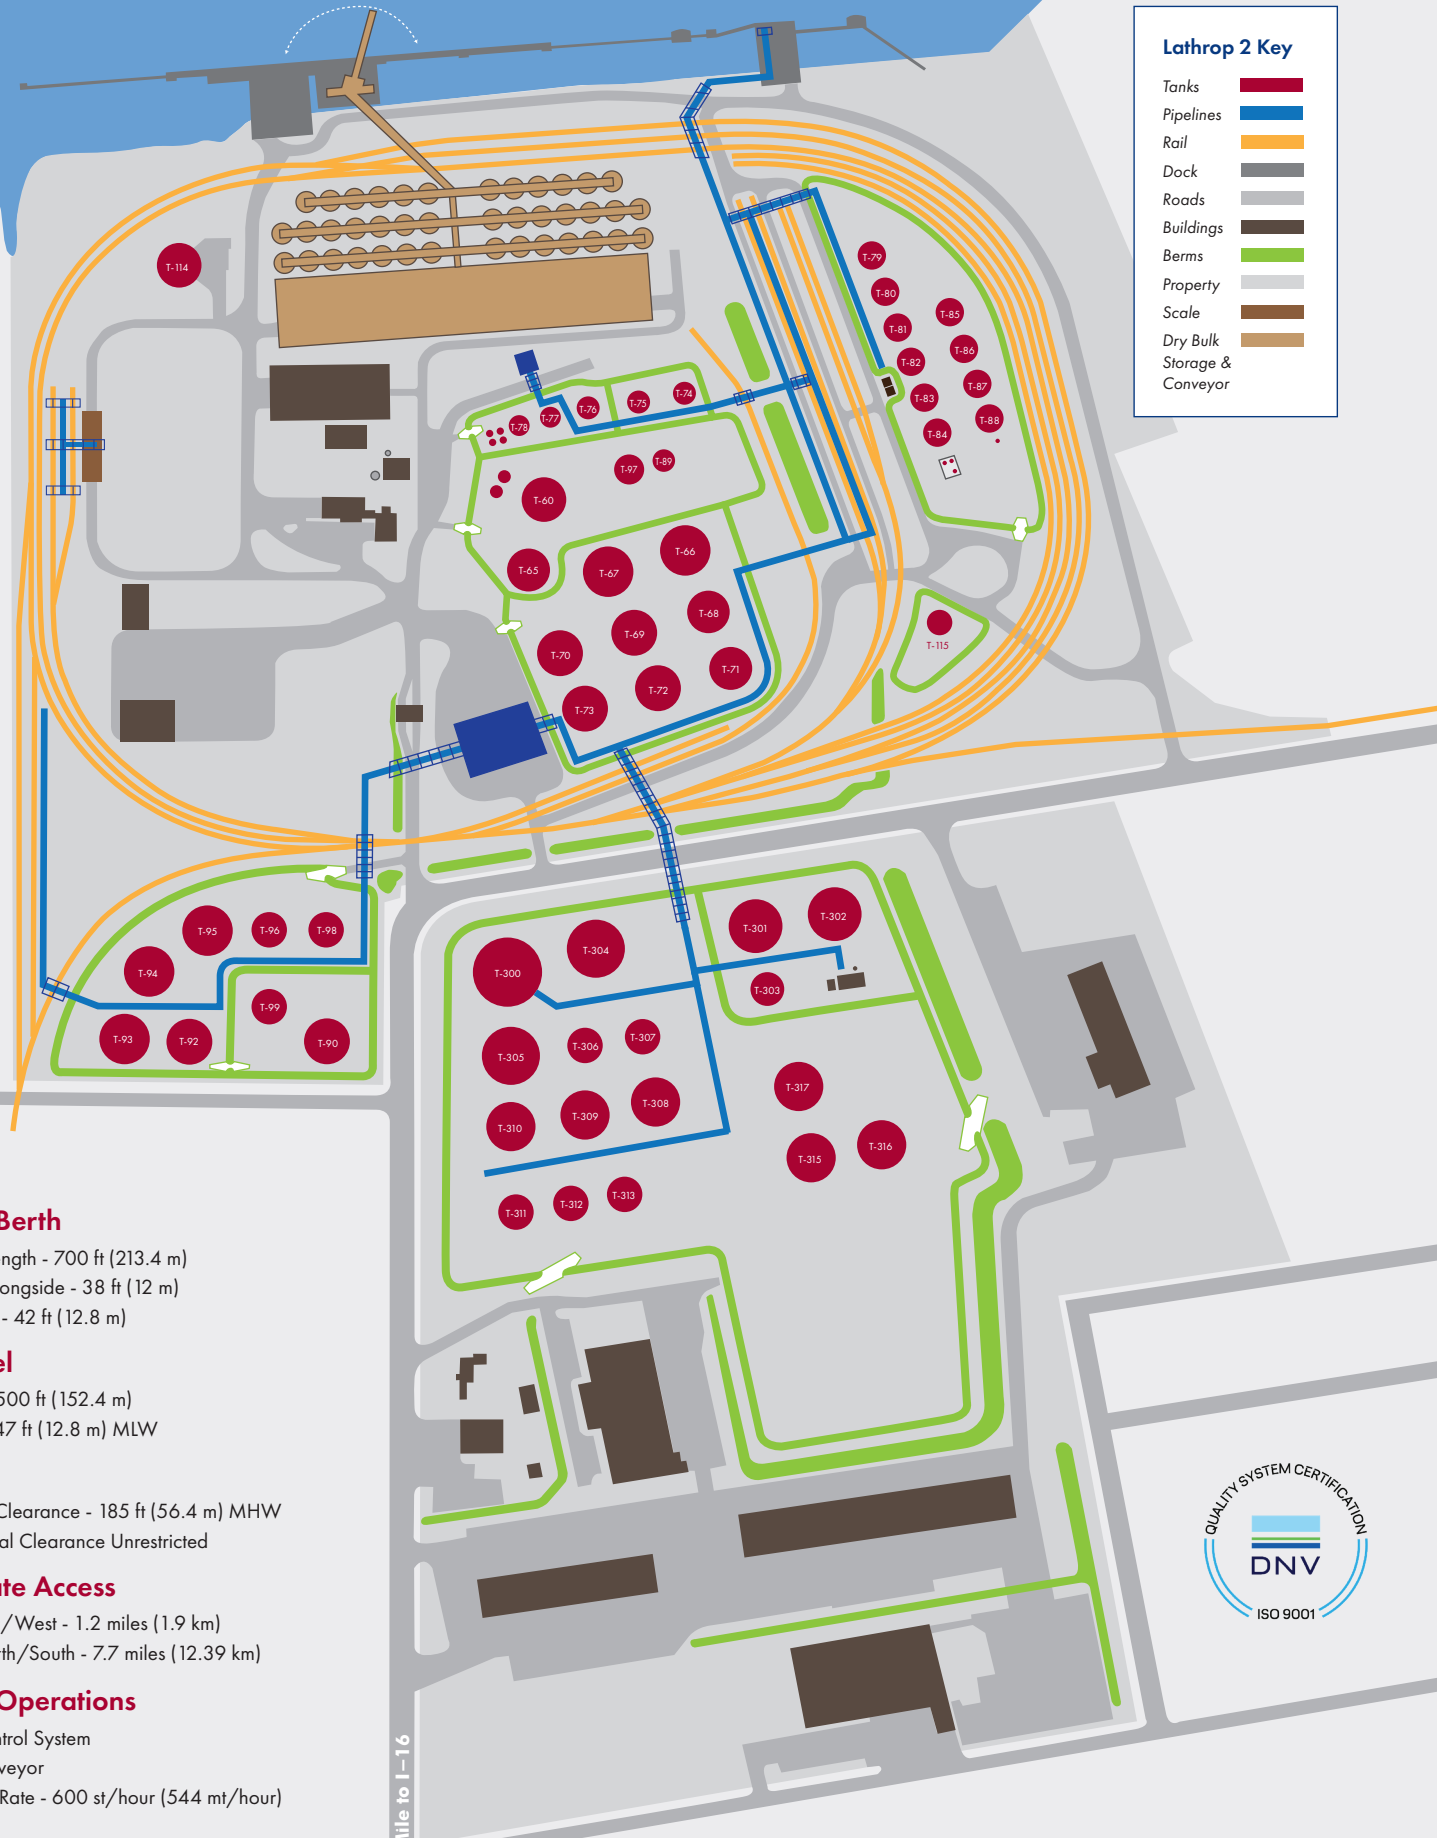 Lathrop 2 Key
Tanks
Pipelines
Rail
Dock
Roads
Buildings
Berms
Property
Scale
Dry Bulk
Storage &
Conveyor
T-114
T-79
T-80
T-85
T-81
T-86
T-82
T-87
T-83
T-88
T-84
T-74
T-75
T-76
T-77
T-78
T-97
T-89
T-60
T-66
T-65
T-67
T-68
T-69
T-115
T-70
T-71
T-72
T-73
T-95
T-96
T-98
T-94
T-99
T-93
T-92
T-90
T-301
T-302
T-304
T-300
T-303
T-305
T-306
T-307
T-317
T-308
T-309
T-310
T-316
T-315
T-311
T-312
T-313
Berth
ngth - 700 ft (213.4 m)
ongside - 38 ft (12 m)
- 42 ft (12.8 m)
el
500 ft (152.4 m)
47 ft (12.8 m) MLW
Clearance - 185 ft (56.4 m) MHW
al Clearance Unrestricted
te Access
/West - 1.2 miles (1.9 km)
th/South - 7.7 miles (12.39 km)
Operations
ntrol System
veyor
Rate - 600 st/hour (544 mt/hour)
Mile to I–16
QUALITY SYSTEM CERTIFICATION
DNV
ISO 9001